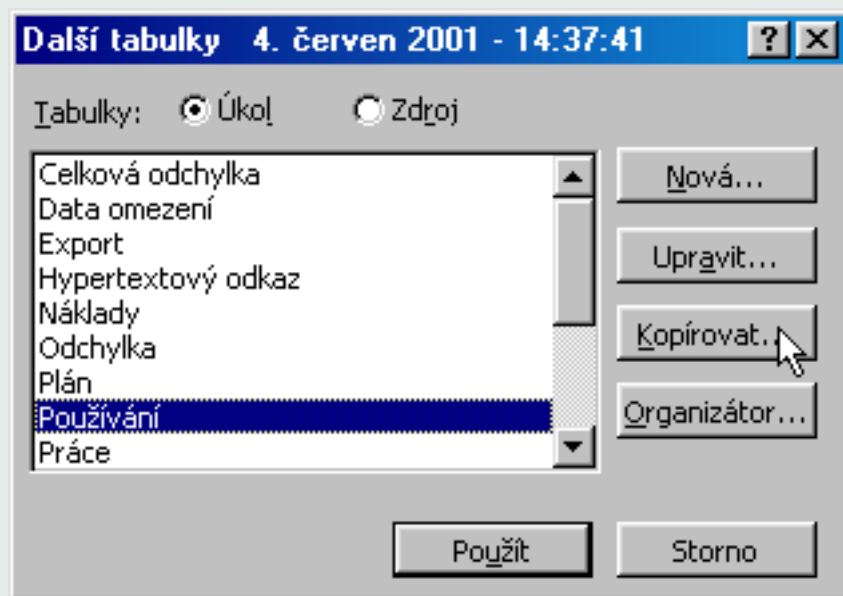 Další tabulky 4. červen 2001 - 14:37:41
Tabulky: Úkol Zdroj
Celková odchylka
Data omezení
Export
Hypertextový odkaz
Náklady
Odchylka
Plán
Používání
Práce
Nová...
Upravit...
Kopírovat...
Organizátor...
Použít
Storno